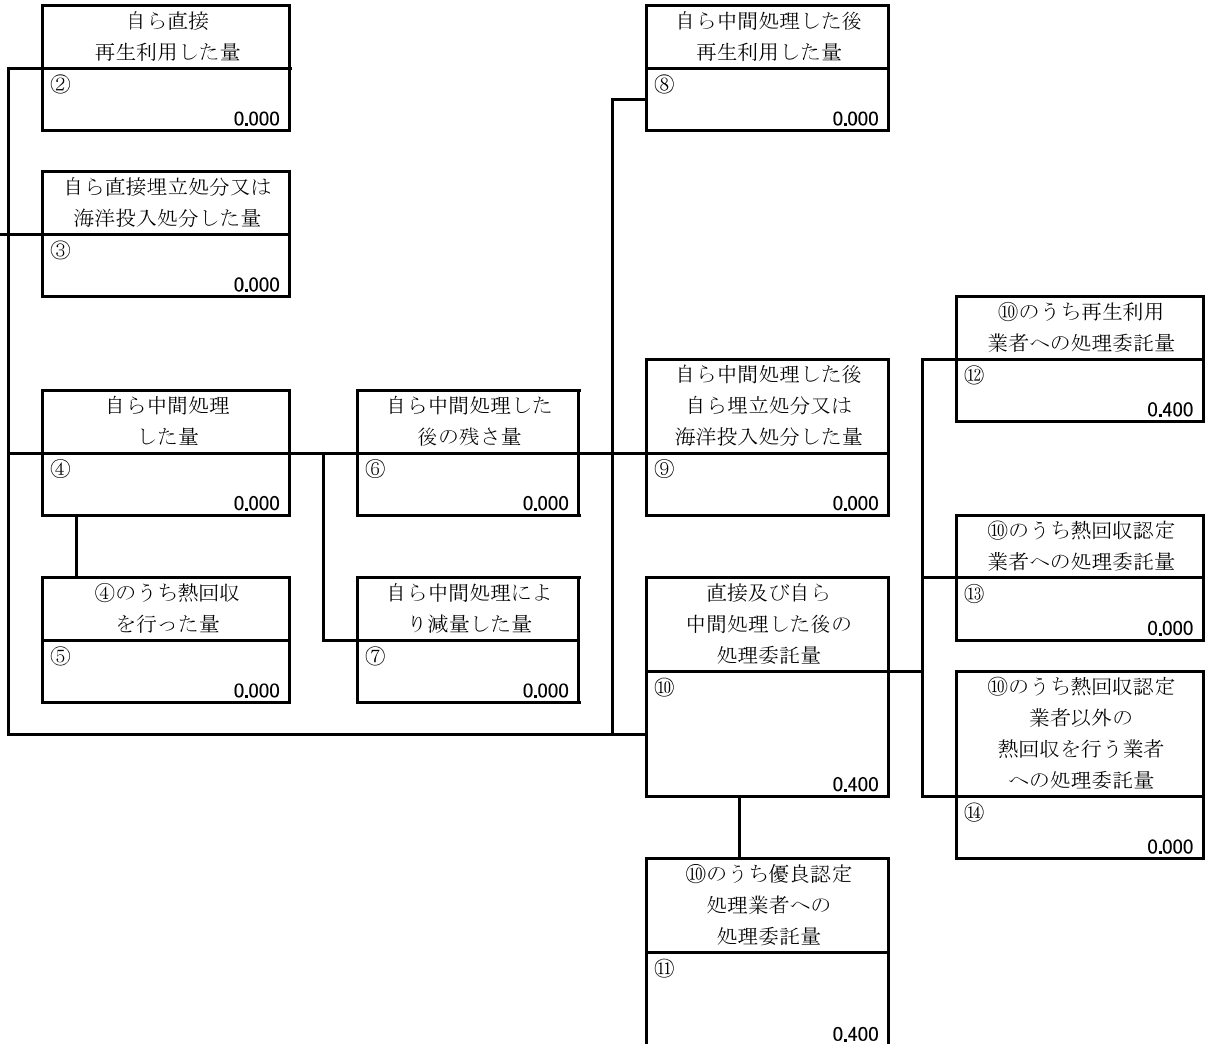 自ら直接
再生利用した量
②
0.000
自ら中間処理した後
再生利用した量
⑧
0.000
自ら直接埋立処分又は
海洋投入処分した量
③
0.000
⑩のうち再生利用
業者への処理委託量
⑫
0.400
自ら中間処理
した量
④
0.000
自ら中間処理した
後の残さ量
⑥
0.000
自ら中間処理した後
自ら埋立処分又は
海洋投入処分した量
⑨
0.000
⑩のうち熱回収認定
業者への処理委託量
⑬
0.000
④のうち熱回収
を行った量
⑤
0.000
自ら中間処理によ
り減量した量
⑦
0.000
直接及び自ら
中間処理した後の
処理委託量
⑩
0.400
⑩のうち熱回収認定
業者以外の
熱回収を行う業者
への処理委託量
⑭
0.000
⑩のうち優良認定
処理業者への
処理委託量
⑪
0.400